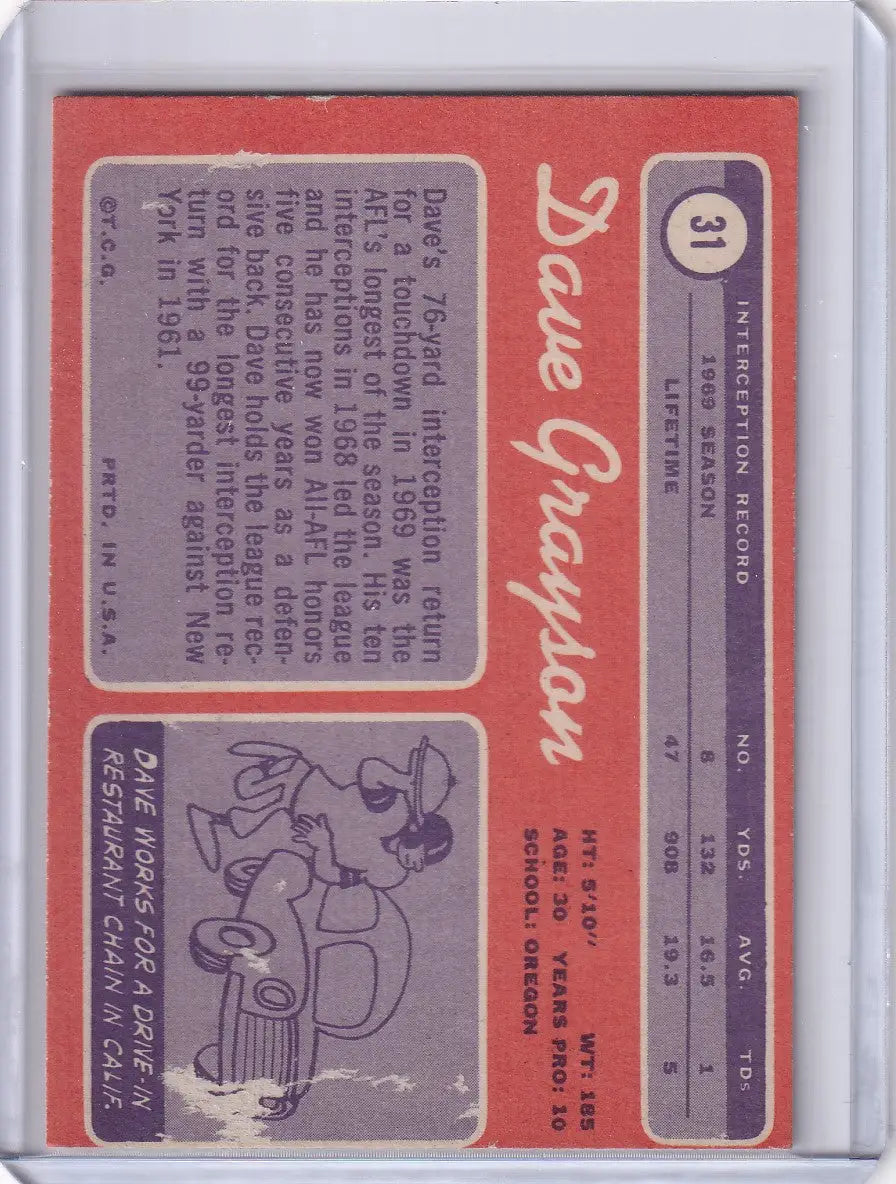 31
INTERCEPTION RECORD NO. YDS. AVG. TDs
1969 SEASON 8 132 16.5 1
LIFETIME 47 908 19.3 5
Dave Grayson
HT: 5'10" WT: 185
AGE: 30 YEARS PRO: 10
SCHOOL: OREGON
Dave's 76-yard interception return
for a touchdown in 1969 was the
AFL's longest of the season. His ten
interceptions in 1968 led the league
and he has now won All-AFL honors
five consecutive years as a defen-
sive back. Dave holds the league rec-
ord for the longest interception re-
turn with a 99-yarder against New
York in 1961.
©T.C.G. PRTD. IN U.S.A.
DAVE WORKS FOR A DRIVE-IN
RESTAURANT CHAIN IN CALIF.